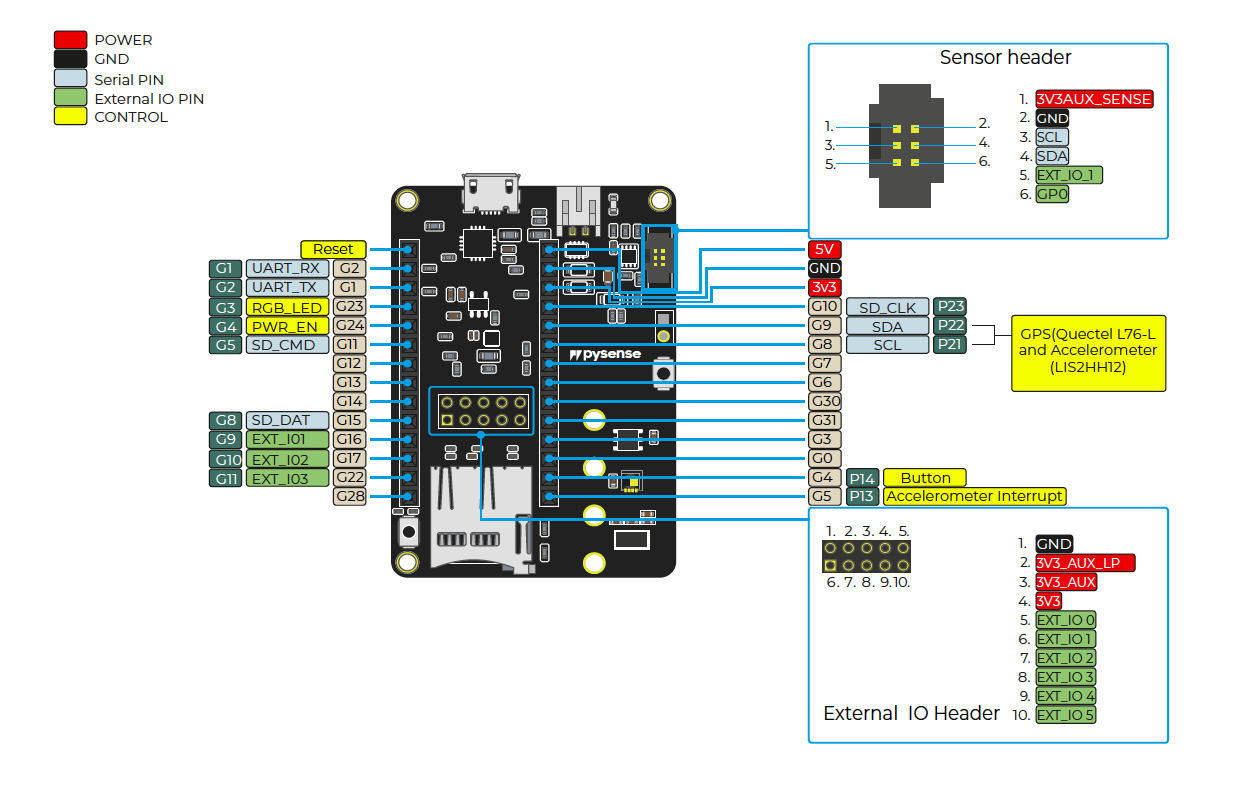 POWER
GND
Serial PIN
External IO PIN
CONTROL
Sensor header
1.
3.
5.
2.
4.
6.
1. 3V3AUX_SENSE
2. GND
3. SCL
4. SDA
5. EXT_IO_1
6. GP0
Reset
G1 UART_RX G2
G2 UART_TX G1
G3 RGB_LED G23
G4 PWR_EN G24
G5 SD_CMD G11
G12
G13
G14
G8 SD_DAT G15
G9 EXT_I01 G16
G10 EXT_I02 G17
G11 EXT_I03 G22
G28
pysense
5V
GND
3V3
G10 SD_CLK P23
G9 SDA P22
G8 SCL P21
G7
G6
G30
G31
G3
G0
G4 P14 Button
G5 P13 Accelerometer Interrupt
GPS(Quectel L76-L
and Accelerometer
(LIS2HH12)
1. 2. 3. 4. 5.
6. 7. 8. 9. 10.
1. GND
2. 3V3_AUX_LP
3. 3V3_AUX
4. 3V3
5. EXT_IO 0
6. EXT_IO 1
7. EXT_IO 2
8. EXT_IO 3
9. EXT_IO 4
10. EXT_IO 5
External IO Header